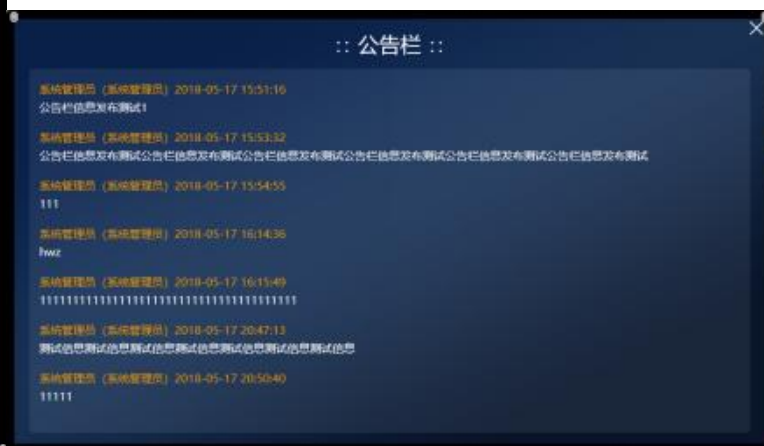 :: 公告栏 ::
系统管理员 (系统管理员) 2018-05-17 15:51:16
公告栏信息发布测试1
系统管理员 (系统管理员) 2018-05-17 15:53:32
公告栏信息发布测试公告栏信息发布测试公告栏信息发布测试公告栏信息发布测试公告栏信息发布测试公告栏信息发布测试
系统管理员 (系统管理员) 2018-05-17 15:54:55
111
系统管理员 (系统管理员) 2018-05-17 16:14:36
hwz
系统管理员 (系统管理员) 2018-05-17 16:15:49
1111111111111111111111111111111111111111
系统管理员 (系统管理员) 2018-05-17 20:47:13
测试信息测试信息测试信息测试信息测试信息测试信息测试信息
系统管理员 (系统管理员) 2018-05-17 20:50:40
11111